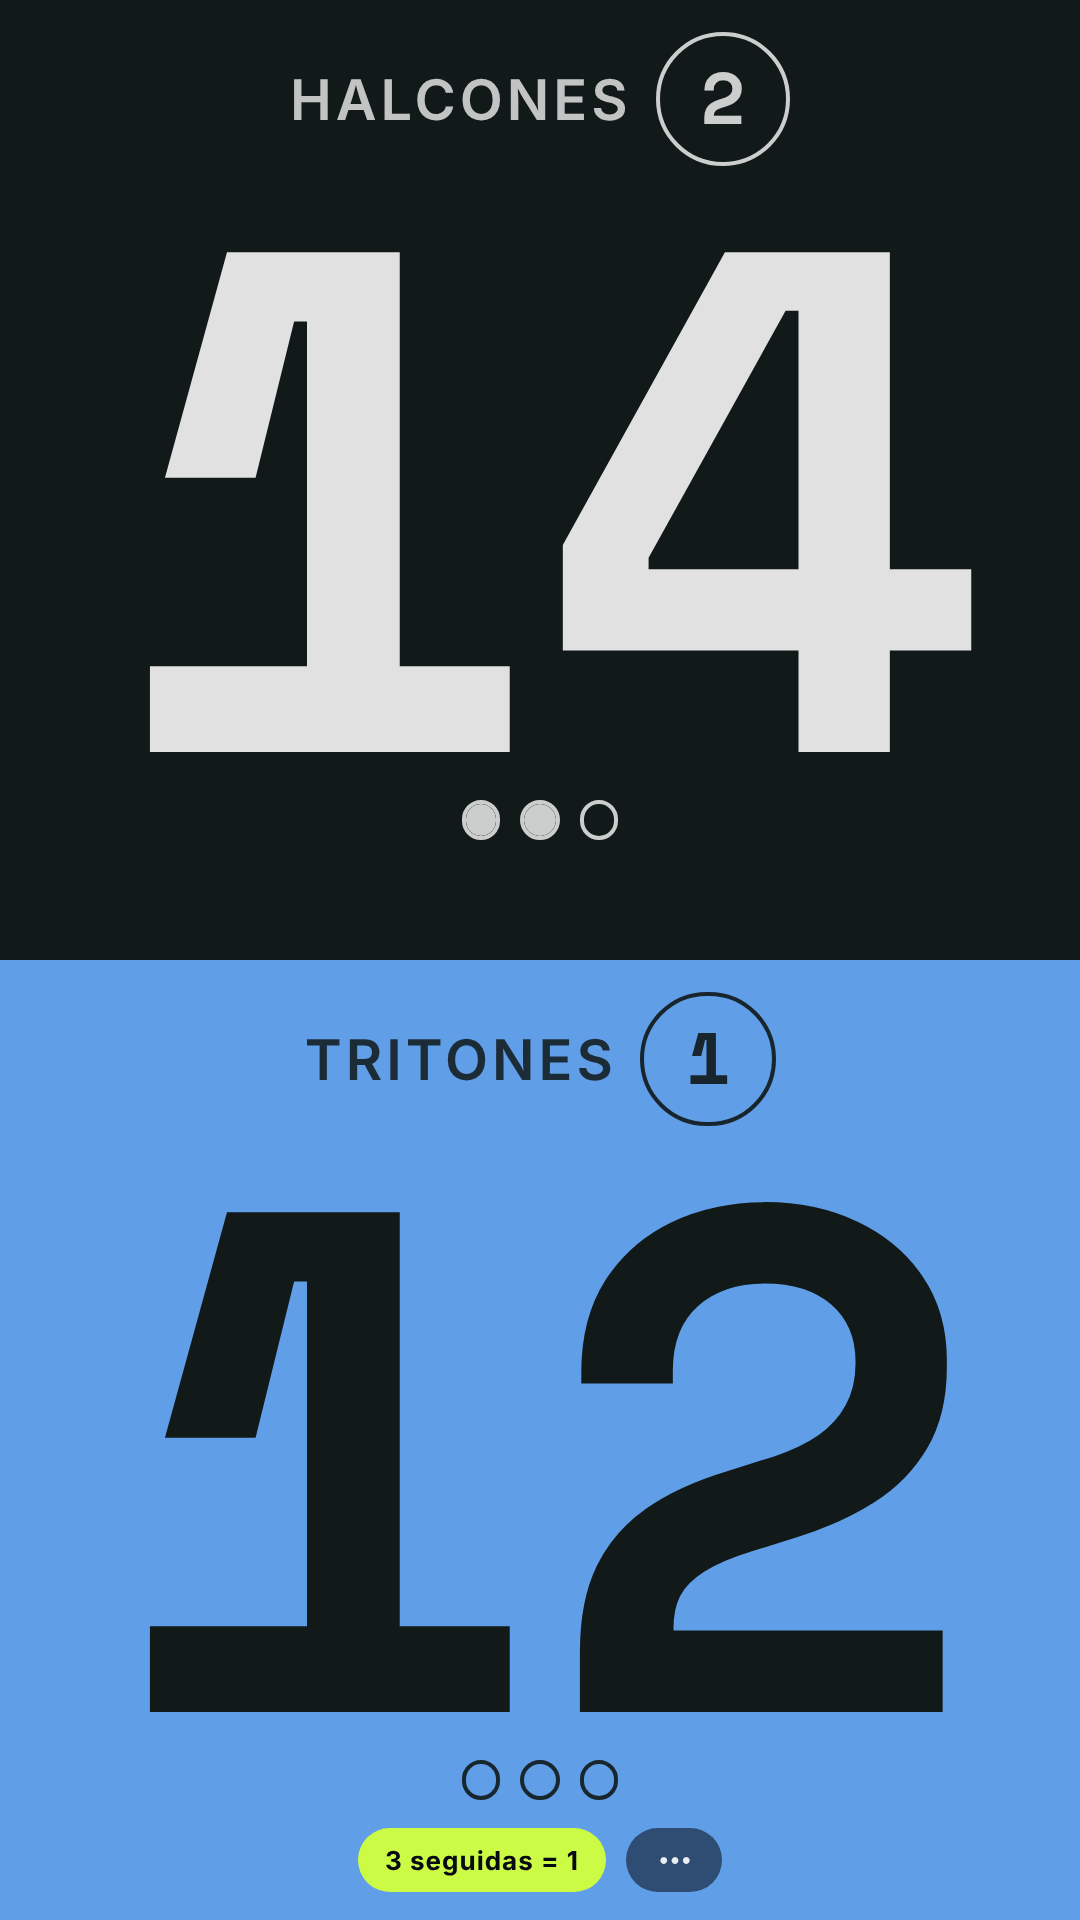 HALCONES 2
14
TRITONES 1
12
3 seguidas = 1 •••